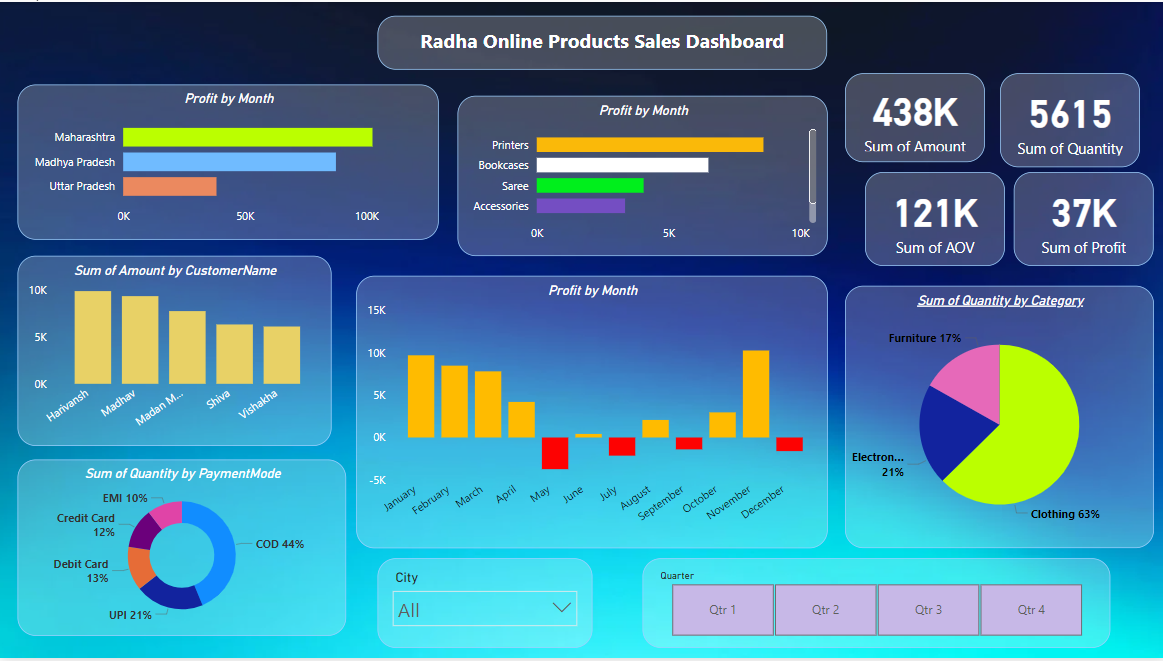 Radha Online Products Sales Dashboard
Profit by Month
Maharashtra
Madhya Pradesh
Uttar Pradesh
0K 50K 100K
Profit by Month
Printers
Bookcases
Saree
Accessories
0K 5K 10K
438K
Sum of Amount
5615
Sum of Quantity
121K
Sum of AOV
37K
Sum of Profit
Sum of Amount by CustomerName
10K
5K
0K
Harivansh Madhav Madan M... Shiva Vishakha
Profit by Month
15K
10K
5K
0K
-5K
January February March April May June July August September October November December
Sum of Quantity by Category
Furniture 17%
Electron...
21%
Clothing 63%
Sum of Quantity by PaymentMode
EMI 10%
Credit Card
12%
COD 44%
Debit Card
13%
UPI 21%
City
All
Quarter
Qtr 1 Qtr 2 Qtr 3 Qtr 4